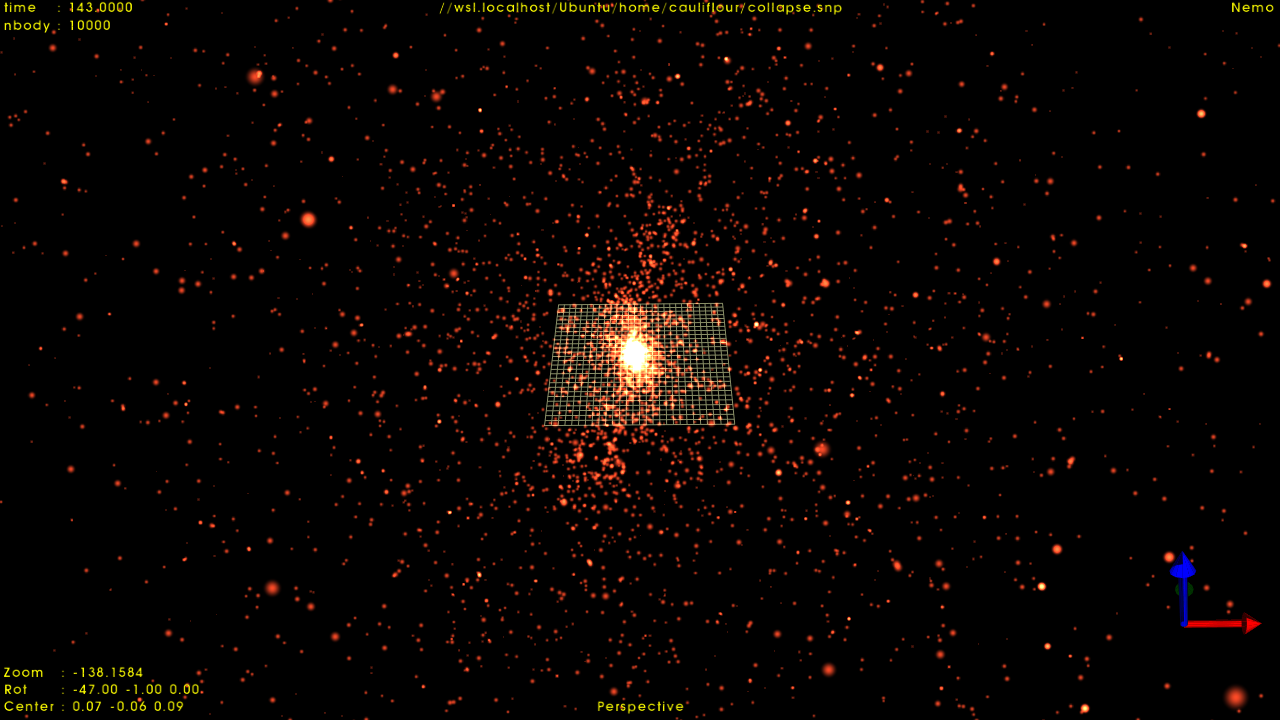 time : 143.0000
//wsl.localhost/Ubuntu/home/cauliflour/collapse.snp
Nemo
nbody : 10000
Zoom : -138.1584
Rot : -47.00 -1.00 0.00
Center : 0.07 -0.06 0.09
Perspective